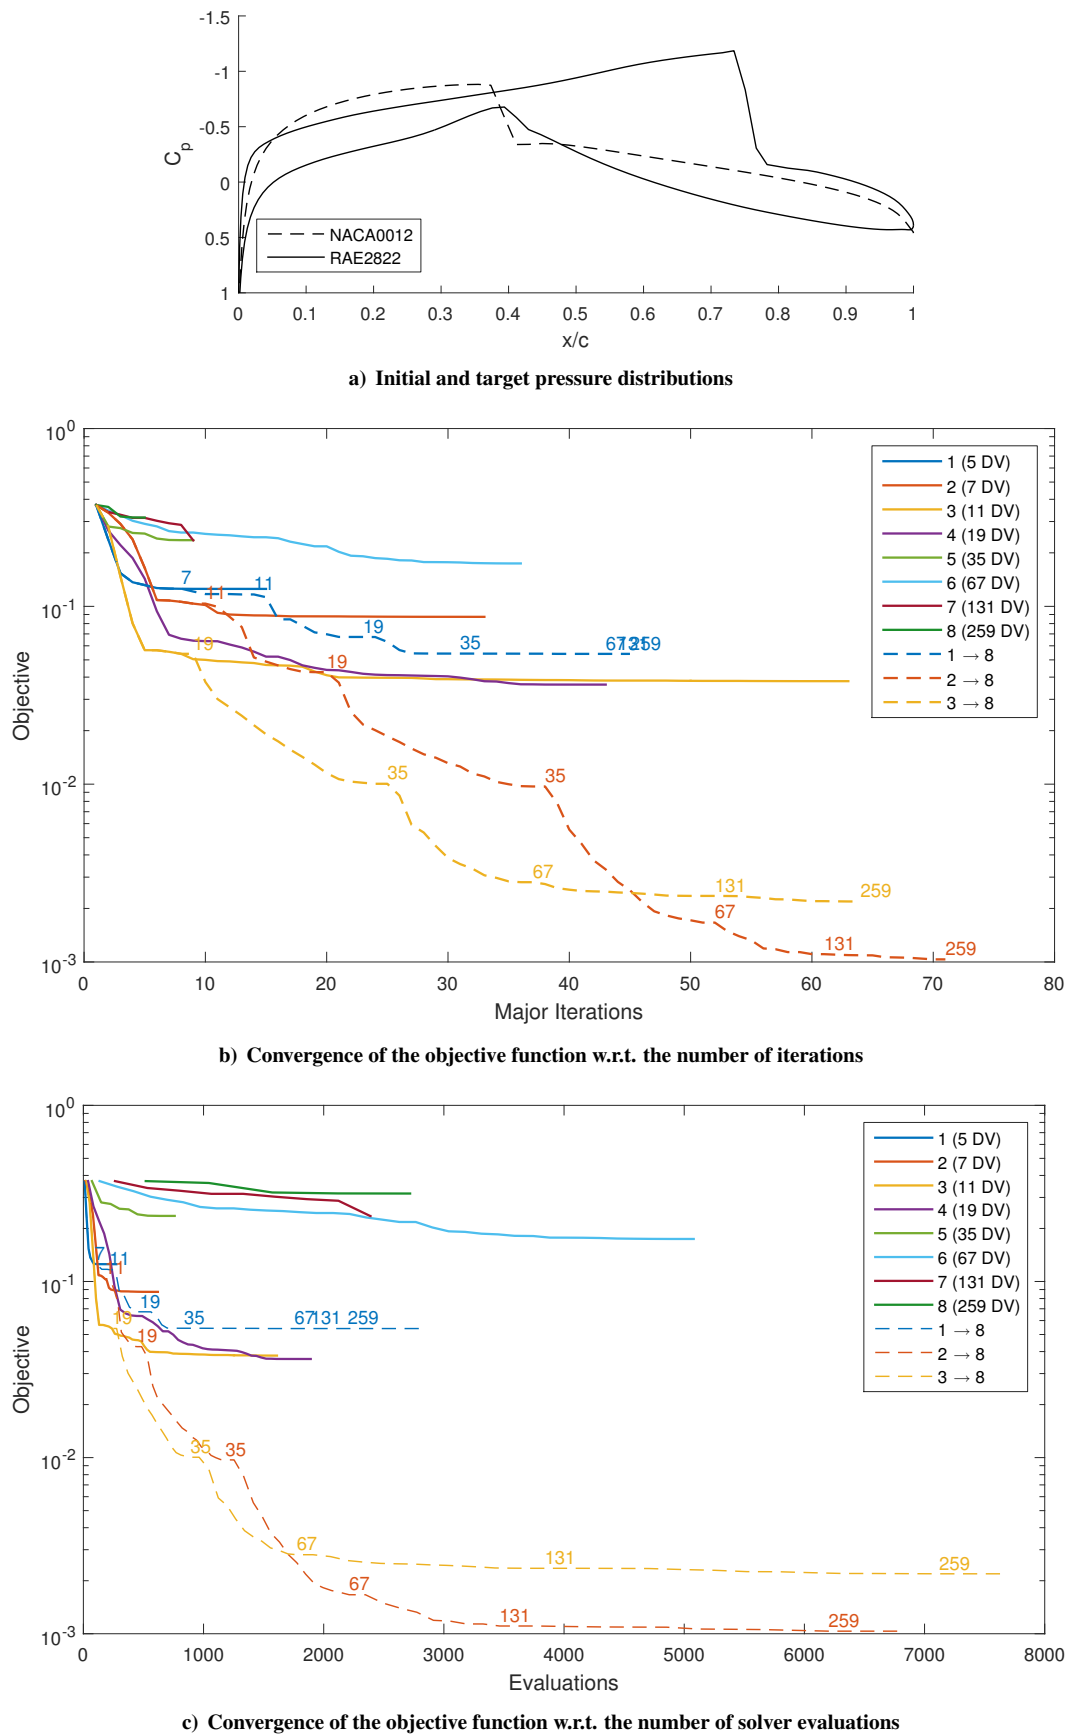 -1.5
-1
-0.5
0
0.5
1
C_p
NACA0012
RAE2822
0 0.1 0.2 0.3 0.4 0.5 0.6 0.7 0.8 0.9 1
x/c
a) Initial and target pressure distributions
10^0
10^-1
10^-2
10^-3
Objective
1 (5 DV)
2 (7 DV)
3 (11 DV)
4 (19 DV)
5 (35 DV)
6 (67 DV)
7 (131 DV)
8 (259 DV)
1 → 8
2 → 8
3 → 8
7 11 19 35 67 131 259
11 19 35 67 131 259
19 35 67 131 259
0 10 20 30 40 50 60 70 80
Major Iterations
b) Convergence of the objective function w.r.t. the number of iterations
10^0
10^-1
10^-2
10^-3
Objective
1 (5 DV)
2 (7 DV)
3 (11 DV)
4 (19 DV)
5 (35 DV)
6 (67 DV)
7 (131 DV)
8 (259 DV)
1 → 8
2 → 8
3 → 8
7 11 19 35 67 131 259
11 19 35 67 131 259
19 35 67 131 259
0 1000 2000 3000 4000 5000 6000 7000 8000
Evaluations
c) Convergence of the objective function w.r.t. the number of solver evaluations